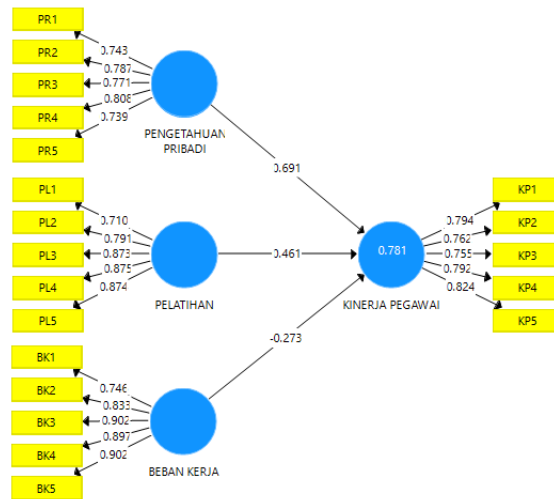 PR1
PR2
PR3
PR4
PR5
0.743
0.787
0.771
0.808
0.739
PENGETAHUAN
PRIBADI
0.691
PL1
PL2
PL3
PL4
PL5
0.710
0.791
0.873
0.875
0.874
PELATIHAN
0.461
BK1
BK2
BK3
BK4
BK5
0.746
0.833
0.902
0.897
0.902
BEBAN KERJA
-0.273
0.781
KINERJA PEGAWAI
0.794
0.762
0.755
0.792
0.824
KP1
KP2
KP3
KP4
KP5